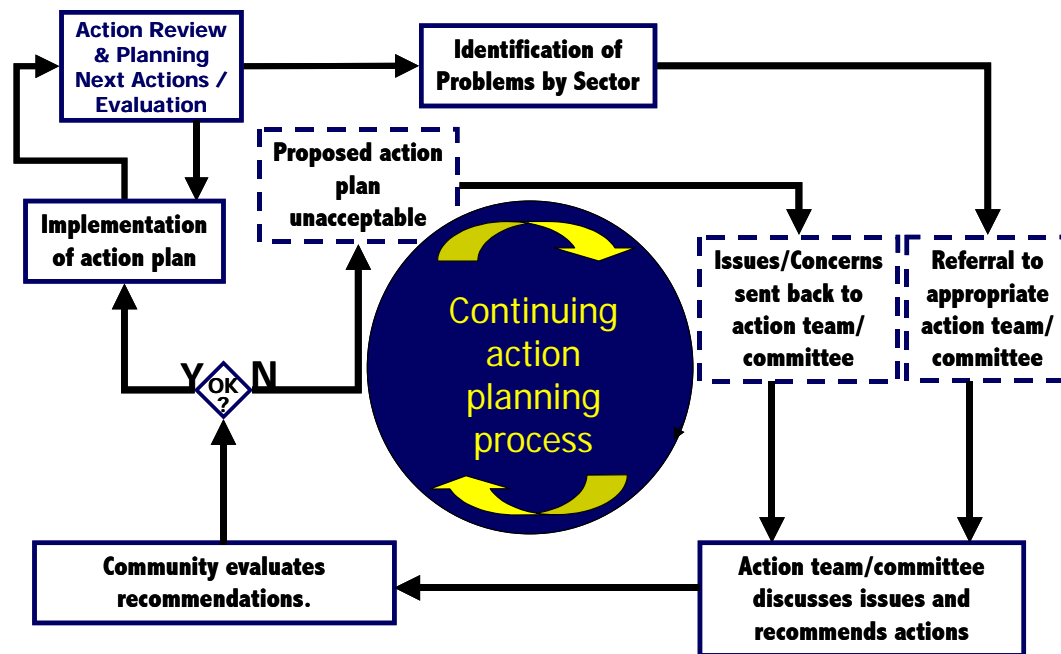 Action Review
& Planning
Next Actions /
Evaluation
Identification of
Problems by Sector
Proposed action
plan
unacceptable
Implementation
of action plan
Issues/Concerns
sent back to
action team/
committee
Referral to
appropriate
action team/
committee
Continuing
action
planning
process
Y
OK
?
N
Community evaluates
recommendations.
Action team/committee
discusses issues and
recommends actions